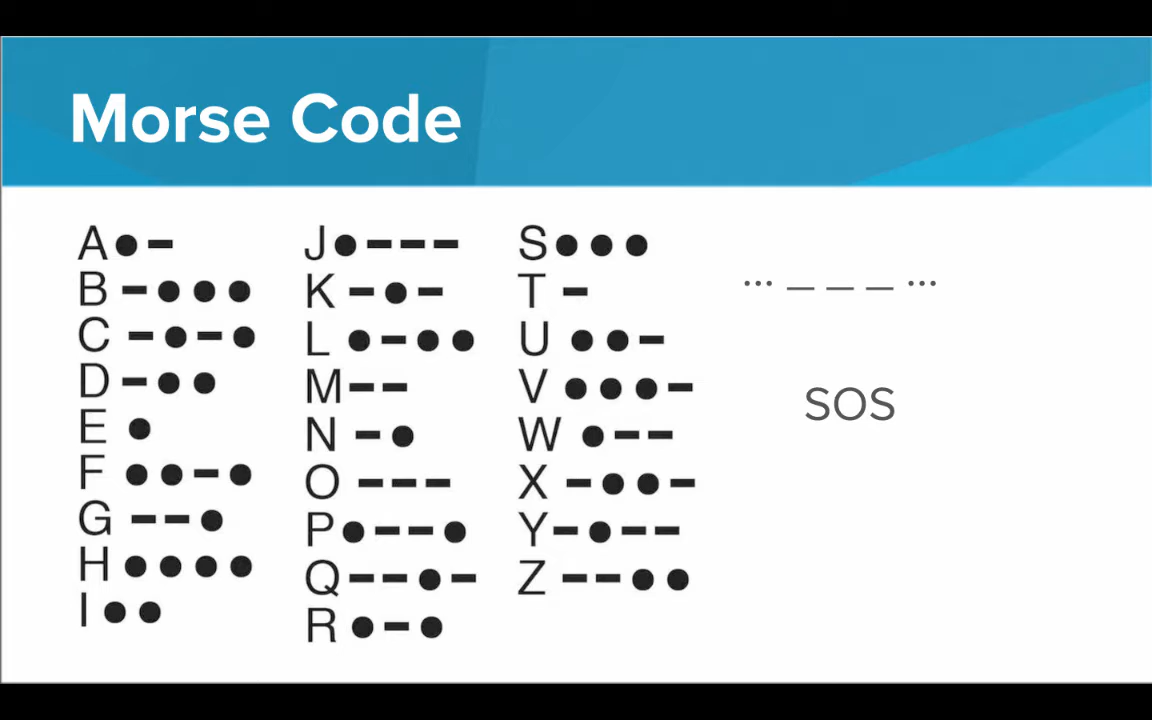 Morse Code
A ● -
B - ● ● ●
C - ● - ●
D - ● ●
E ●
F ● ● - ●
G - - ●
H ● ● ● ●
I ● ●
J ● - - -
K - ● -
L ● - ● ●
M - -
N - ●
O - - -
P ● - - ●
Q - - ● -
R ● - ●
S ● ● ●
T -
U ● ● -
V ● ● ● -
W ● - -
X - ● ● -
Y - ● - -
Z - - ● ●
... _ _ _ ...
SOS